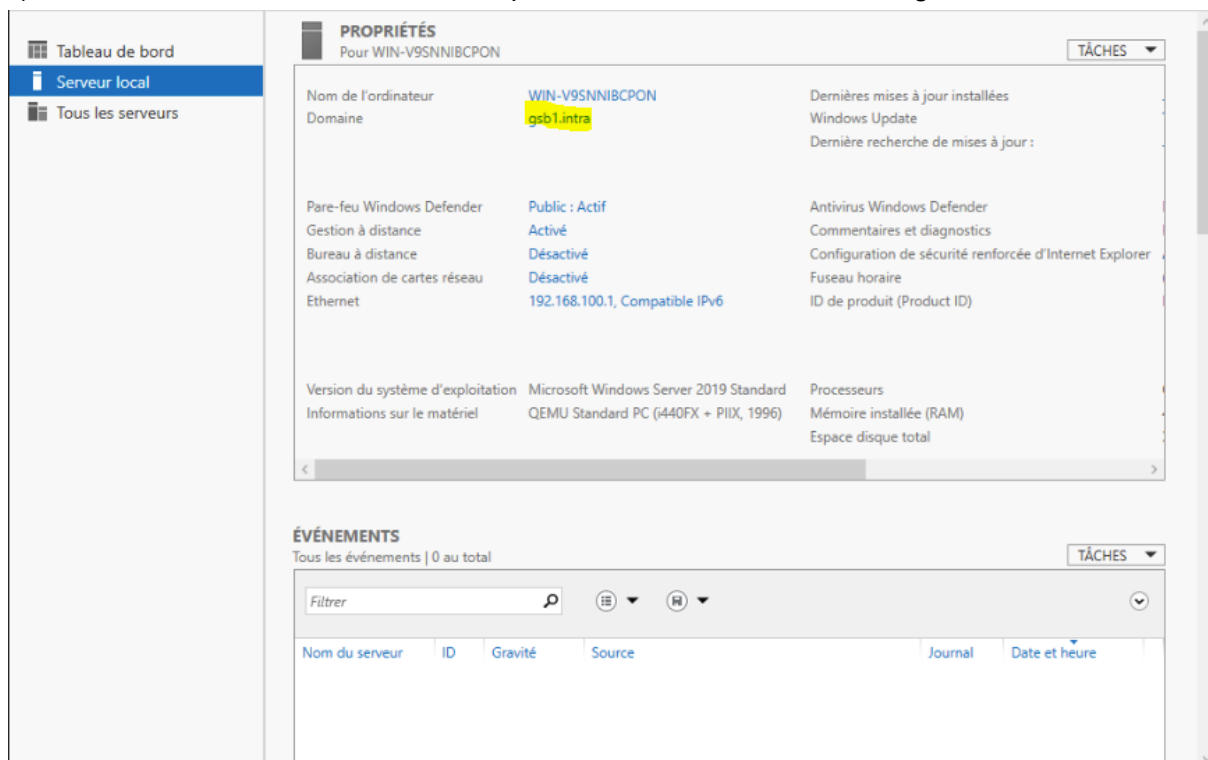 Tableau de bord
Serveur local
Tous les serveurs
PROPRIÉTÉS
Pour WIN-V9SNNIBCPON
TÂCHES
Nom de l'ordinateur WIN-V9SNNIBCPON Dernières mises à jour installées
Domaine gsb1.intra Windows Update
Dernière recherche de mises à jour :
Pare-feu Windows Defender Public : Actif Antivirus Windows Defender
Gestion à distance Activé Commentaires et diagnostics
Bureau à distance Désactivé Configuration de sécurité renforcée d'Internet Explorer
Association de cartes réseau Désactivé Fuseau horaire
Ethernet 192.168.100.1, Compatible IPv6 ID de produit (Product ID)
Version du système d'exploitation Microsoft Windows Server 2019 Standard Processeurs
Informations sur le matériel QEMU Standard PC (i440FX + PIIX, 1996) Mémoire installée (RAM)
Espace disque total
ÉVÉNEMENTS
Tous les événements | 0 au total
TÂCHES
Filtrer
Nom du serveur ID Gravité Source Journal Date et heure